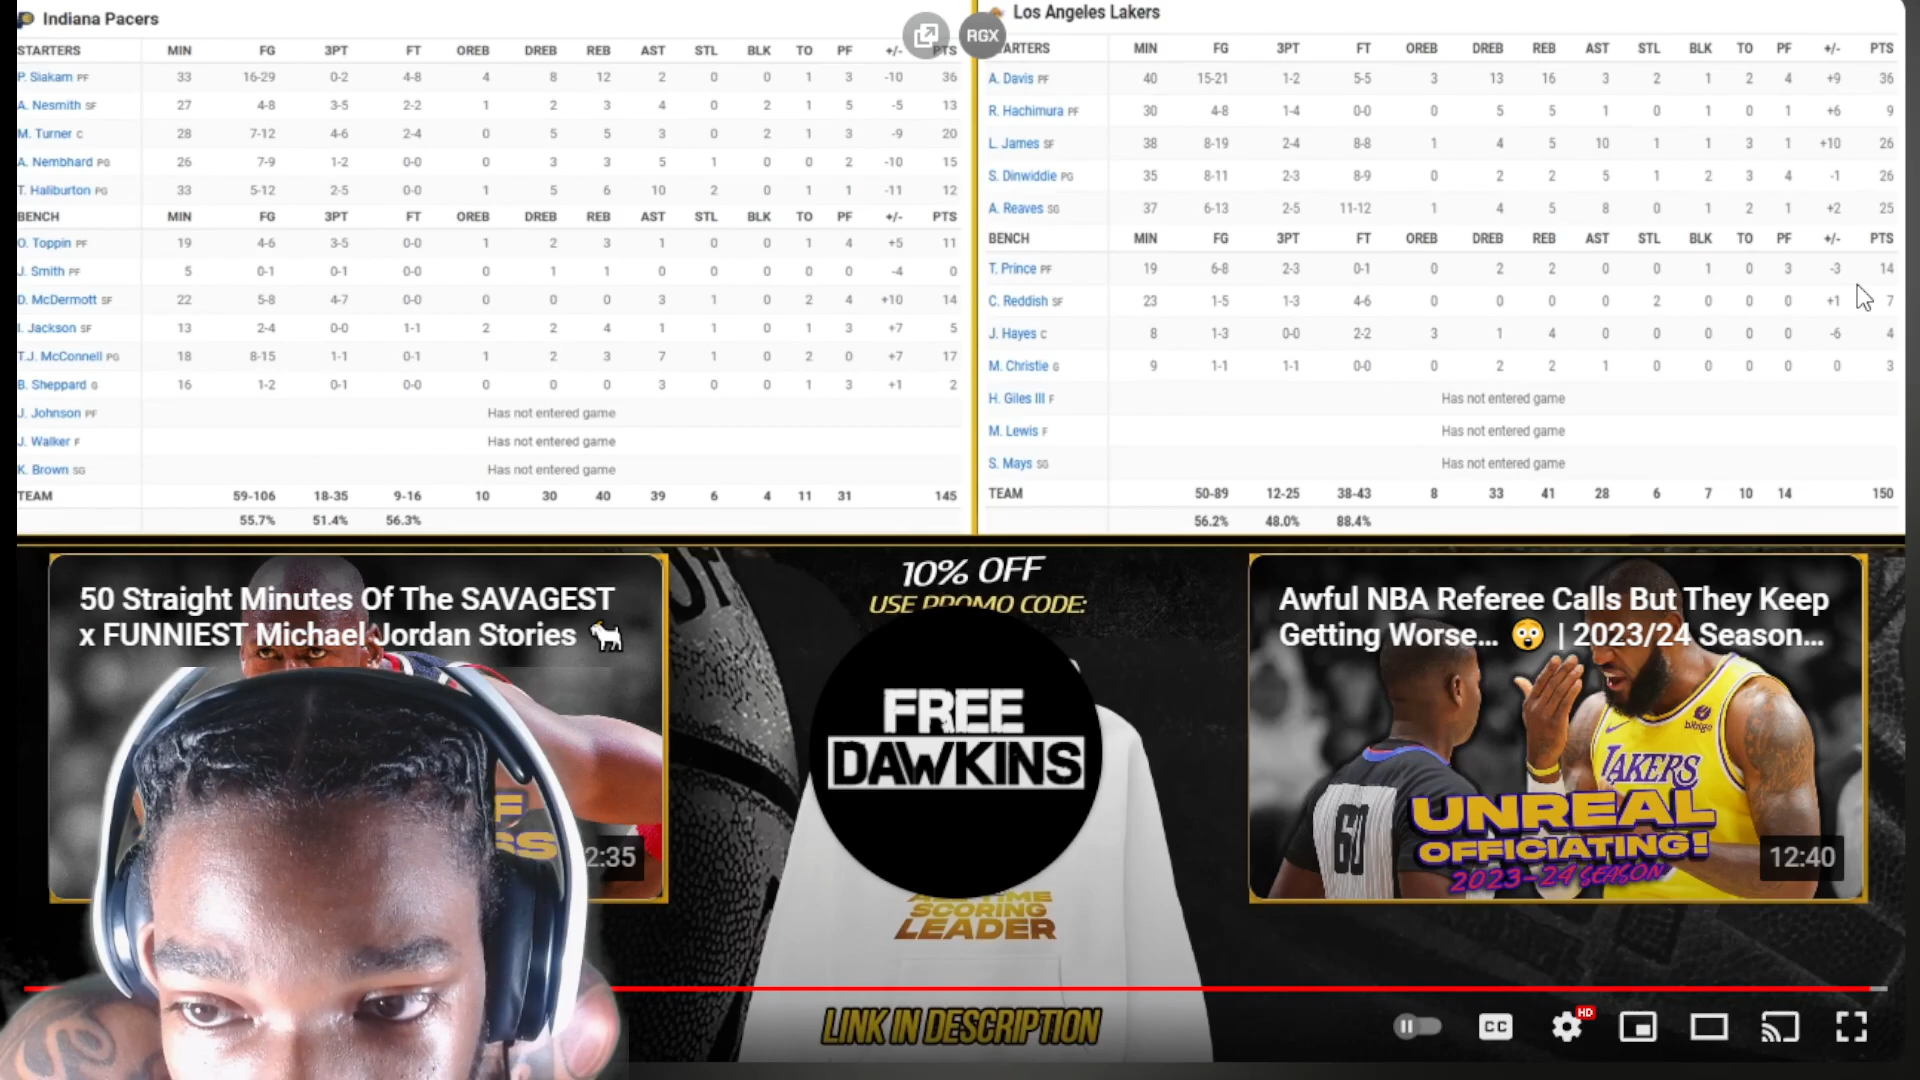 Indiana Pacers
STARTERS MIN FG 3PT FT OREB DREB REB AST STL BLK TO PF +/- PTS
P. Siakam PF 33 16-29 0-2 4-8 4 8 12 2 0 0 1 3 -10 36
A. Nesmith SF 27 4-8 3-5 2-2 1 2 3 4 0 2 1 5 -5 13
M. Turner C 28 7-12 4-6 2-4 0 5 5 3 0 2 1 3 -9 20
A. Nembhard PG 26 7-9 1-2 0-0 0 3 3 5 1 0 0 2 -10 15
T. Haliburton PG 33 5-12 2-5 0-0 1 5 6 10 2 0 1 1 -11 12
BENCH MIN FG 3PT FT OREB DREB REB AST STL BLK TO PF +/- PTS
O. Toppin PF 19 4-6 3-5 0-0 1 2 3 1 0 0 1 4 +5 11
J. Smith PF 5 0-1 0-1 0-0 0 1 1 0 0 0 0 0 -4 0
D. McDermott SF 22 5-8 4-7 0-0 0 0 0 3 1 0 2 4 +10 14
I. Jackson SF 13 2-4 0-0 1-1 2 2 4 1 1 0 1 3 +7 5
T.J. McConnell PG 18 8-15 1-1 0-1 1 2 3 7 1 0 2 0 +7 17
B. Sheppard G 16 1-2 0-1 0-0 0 0 0 3 0 0 1 3 +1 2
J. Johnson PF Has not entered game
J. Walker F Has not entered game
K. Brown SG Has not entered game
TEAM 59-106 18-35 9-16 10 30 40 39 6 4 11 31 145
55.7% 51.4% 56.3%
RGX
Los Angeles Lakers
ARTERS MIN FG 3PT FT OREB DREB REB AST STL BLK TO PF +/- PTS
A. Davis PF 40 15-21 1-2 5-5 3 13 16 3 2 1 2 4 +9 36
R. Hachimura PF 30 4-8 1-4 0-0 0 5 5 1 0 1 0 1 +6 9
L. James SF 38 8-19 2-4 8-8 1 4 5 10 1 1 3 1 +10 26
S. Dinwiddie PG 35 8-11 2-3 8-9 0 2 2 5 1 2 3 4 -1 26
A. Reaves SG 37 6-13 2-5 11-12 1 4 5 8 0 1 2 1 +2 25
BENCH MIN FG 3PT FT OREB DREB REB AST STL BLK TO PF +/- PTS
T. Prince PF 19 6-8 2-3 0-1 0 2 2 0 0 1 0 3 -3 14
C. Reddish SF 23 1-5 1-3 4-6 0 0 0 0 2 0 0 0 +1 7
J. Hayes C 8 1-3 0-0 2-2 3 1 4 0 0 0 0 0 -6 4
M. Christie G 9 1-1 1-1 0-0 0 2 2 1 0 0 0 0 0 3
H. Giles III F Has not entered game
M. Lewis F Has not entered game
S. Mays SG Has not entered game
TEAM 50-89 12-25 38-43 8 33 41 28 6 7 10 14 150
56.2% 48.0% 88.4%
50 Straight Minutes Of The SAVAGEST
x FUNNIEST Michael Jordan Stories 🐐
2:35
10% OFF
USE PROMO CODE:
FREE
DAWKINS
SCORING
LEADER
LINK IN DESCRIPTION
Awful NBA Referee Calls But They Keep
Getting Worse... 😳 | 2023/24 Season...
bibigo
LAKERS
60
UNREAL
OFFICIATING!
2023-24 SEASON
12:40
CC
HD